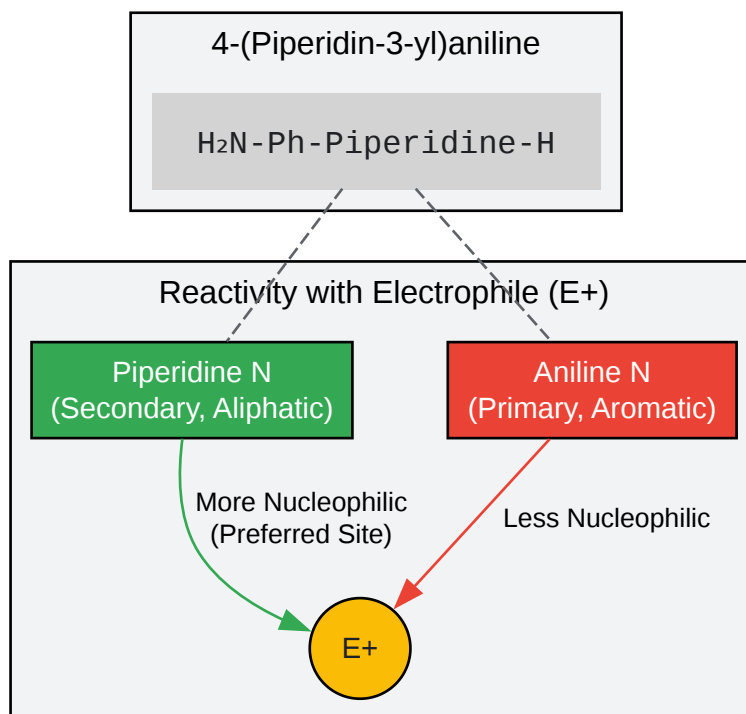 4-(Piperidin-3-yl)aniline
H₂N-Ph-Piperidine-H
Reactivity with Electrophile (E+)
Piperidine N
(Secondary, Aliphatic)
Aniline N
(Primary, Aromatic)
More Nucleophilic
(Preferred Site)
Less Nucleophilic
E+